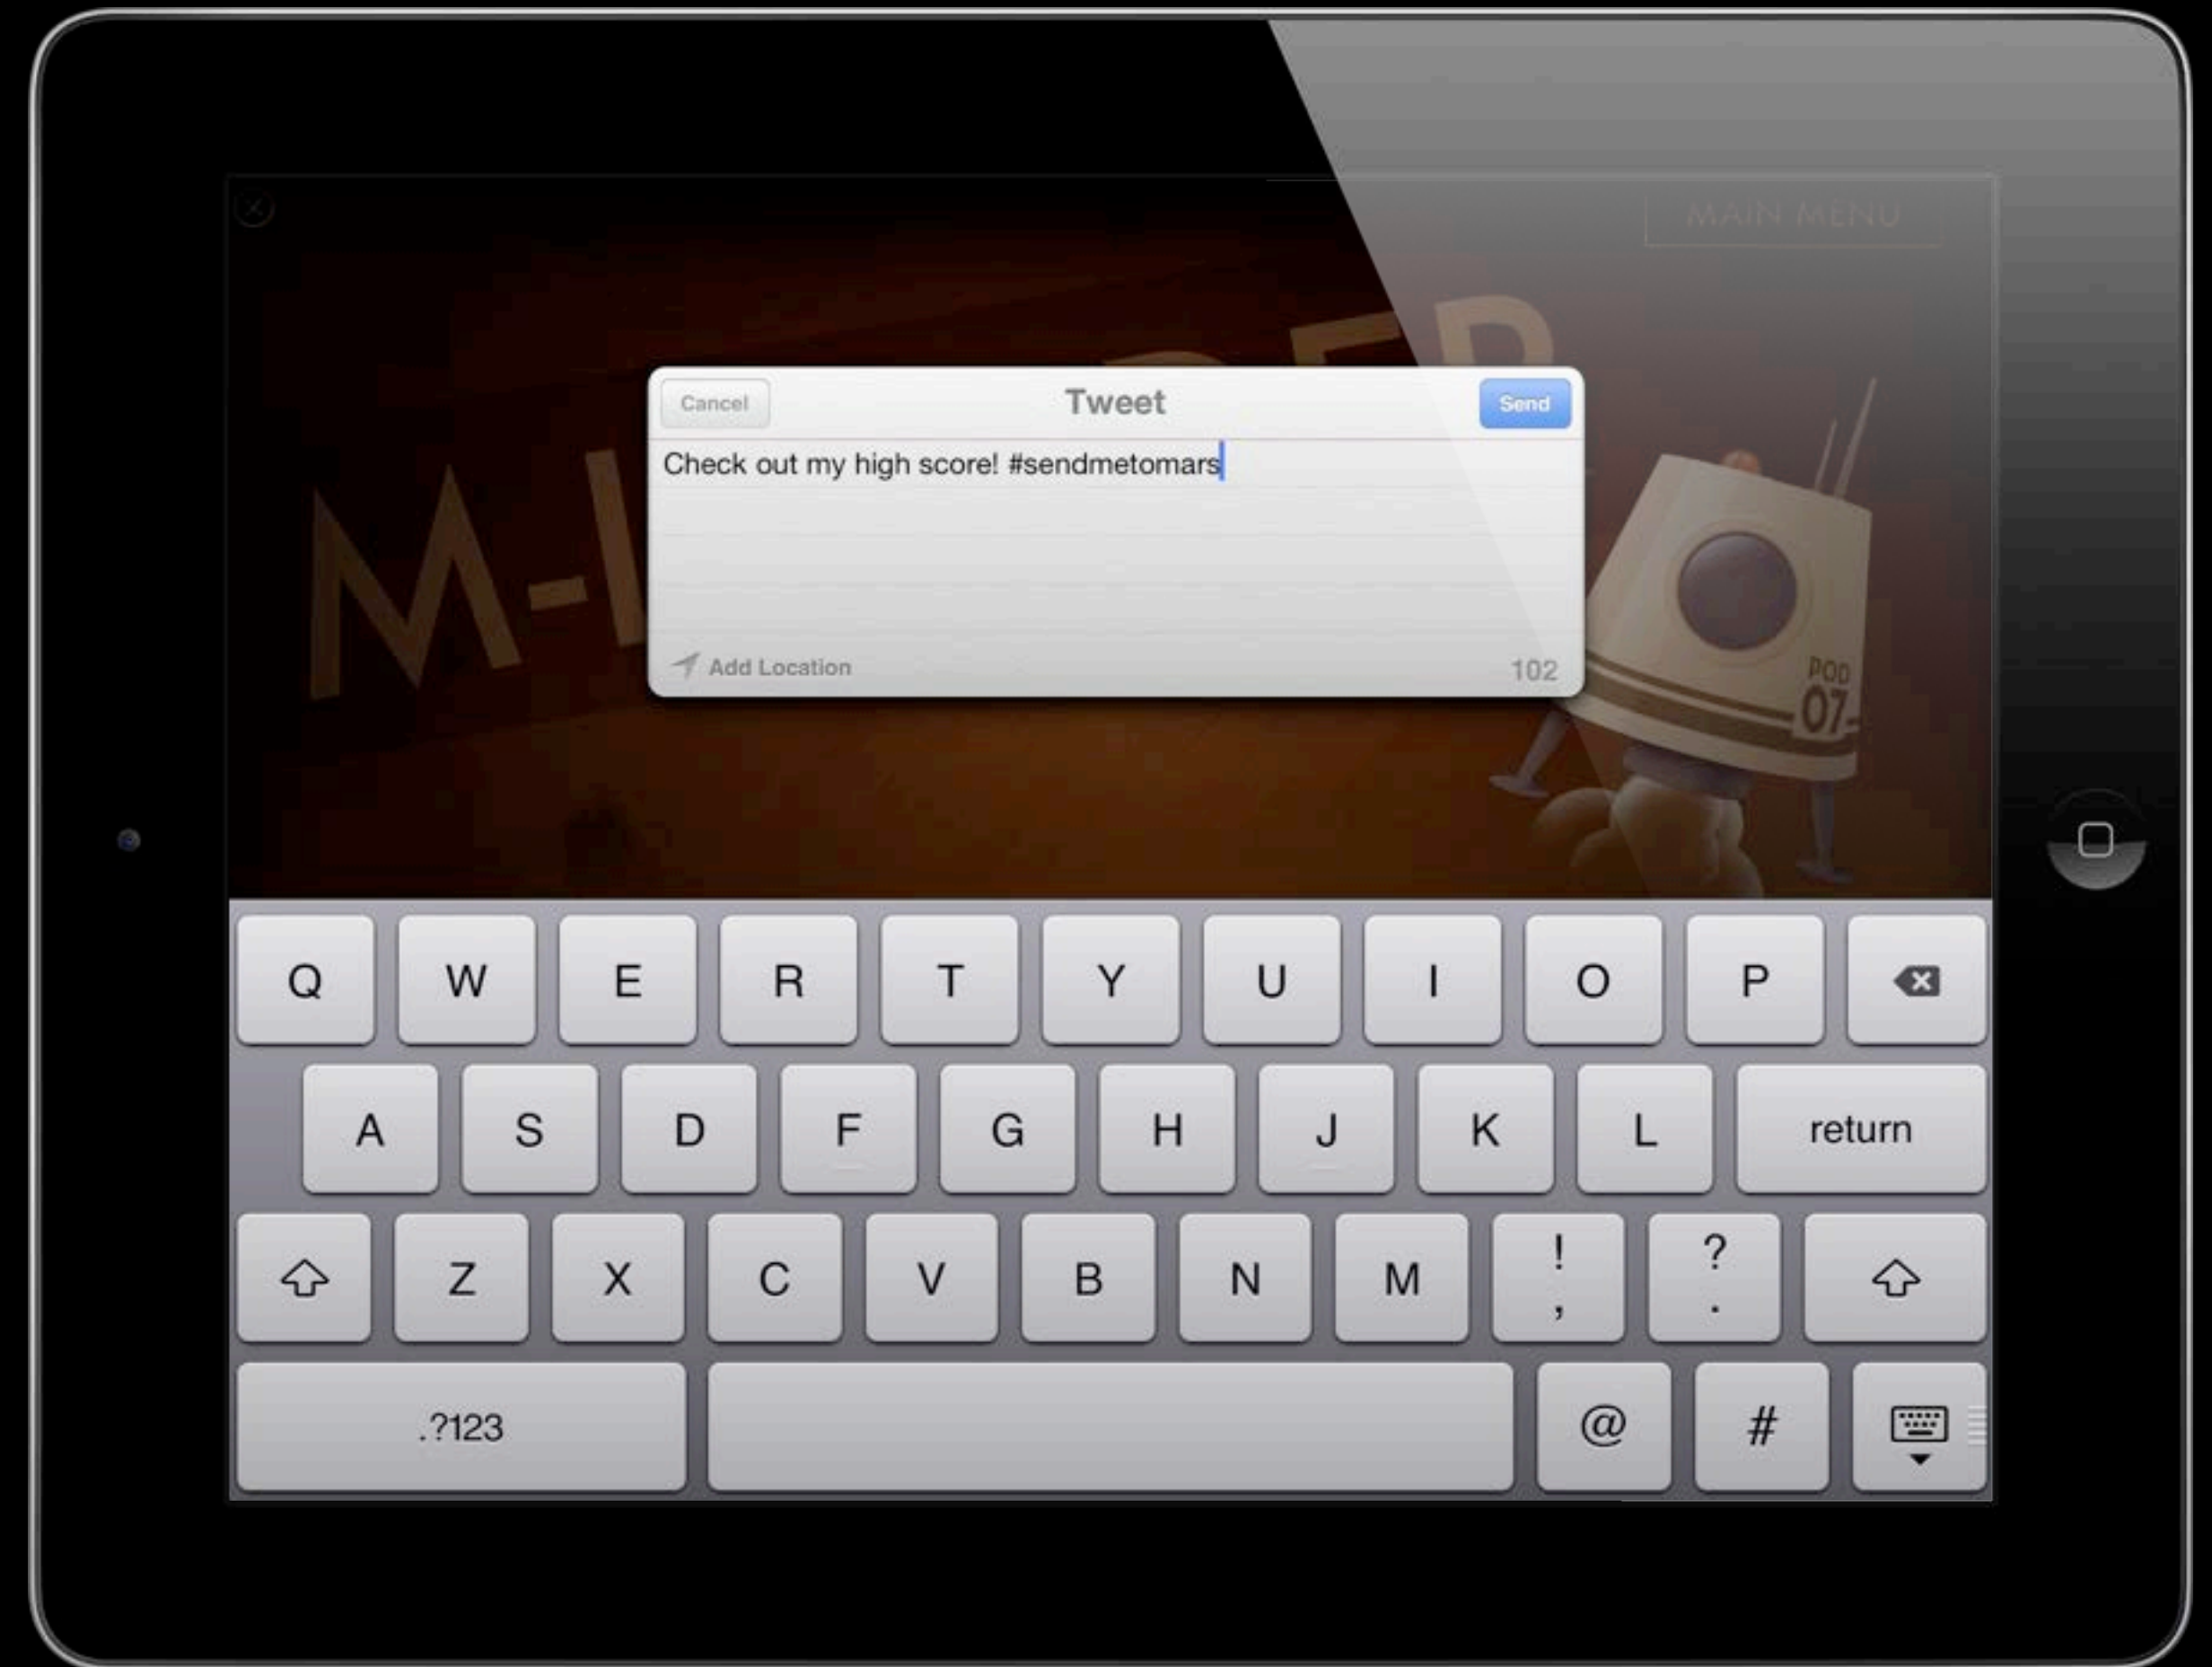 MAIN MENU
Cancel
Tweet
Send
Check out my high score! #sendmetomars
Add Location
102
POD
07
Q W E R T Y U I O P
A S D F G H J K L return
Z X C V B N M ! , ? .
.?123 @ #